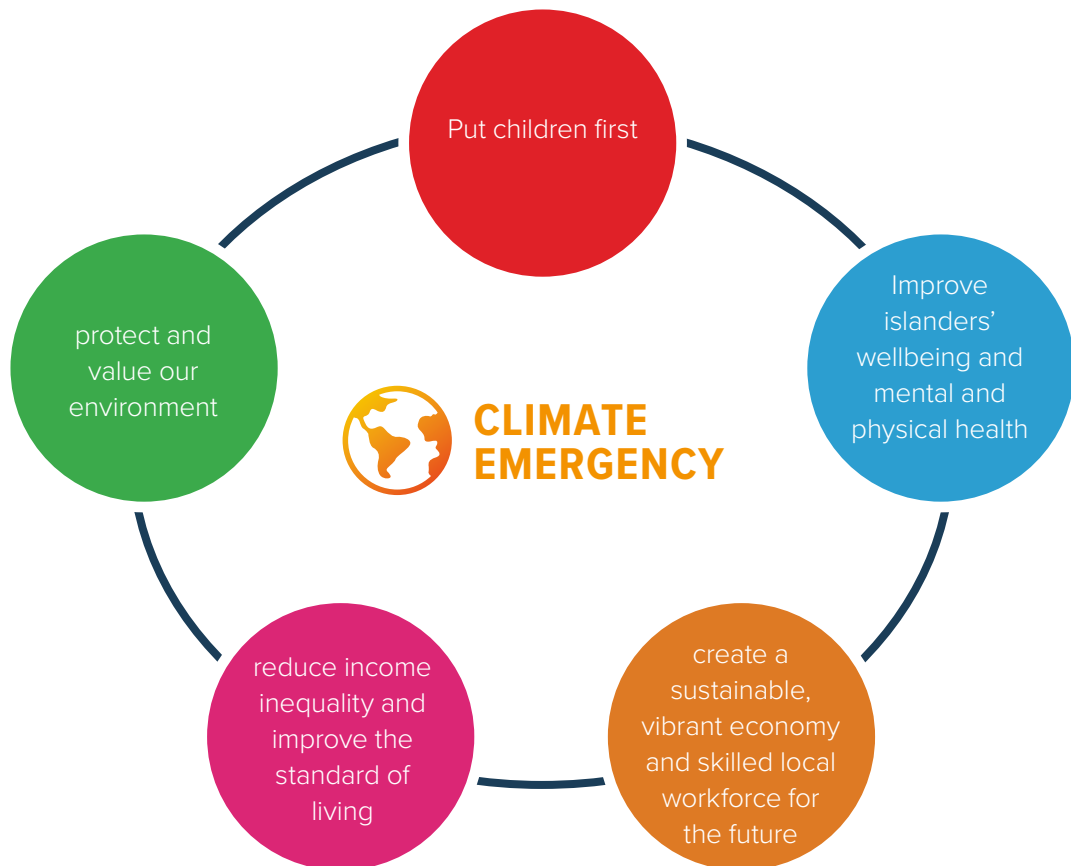 Put children first
Improve
islanders’
wellbeing and
mental and
physical health
create a
sustainable,
vibrant economy
and skilled local
workforce for
the future
reduce income
inequality and
improve the
standard of
living
protect and
value our
environment
CLIMATE
EMERGENCY